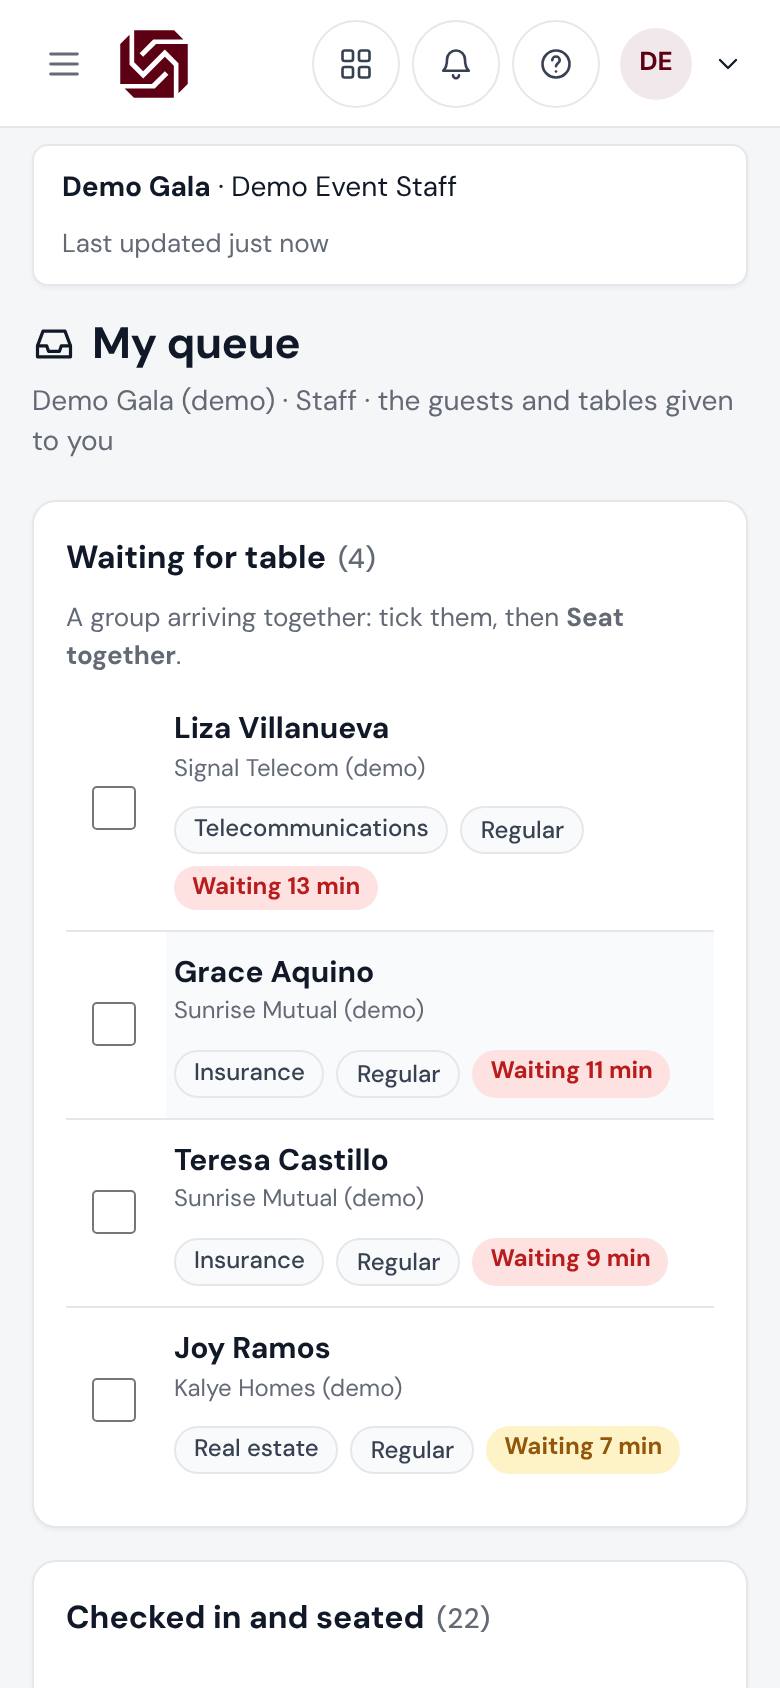 DE
Demo Gala · Demo Event Staff
Last updated just now
My queue
Demo Gala (demo) · Staff · the guests and tables given
to you
Waiting for table (4)
A group arriving together: tick them, then Seat
together.
Liza Villanueva
Signal Telecom (demo)
Telecommunications Regular
Waiting 13 min
Grace Aquino
Sunrise Mutual (demo)
Insurance Regular Waiting 11 min
Teresa Castillo
Sunrise Mutual (demo)
Insurance Regular Waiting 9 min
Joy Ramos
Kalye Homes (demo)
Real estate Regular Waiting 7 min
Checked in and seated (22)